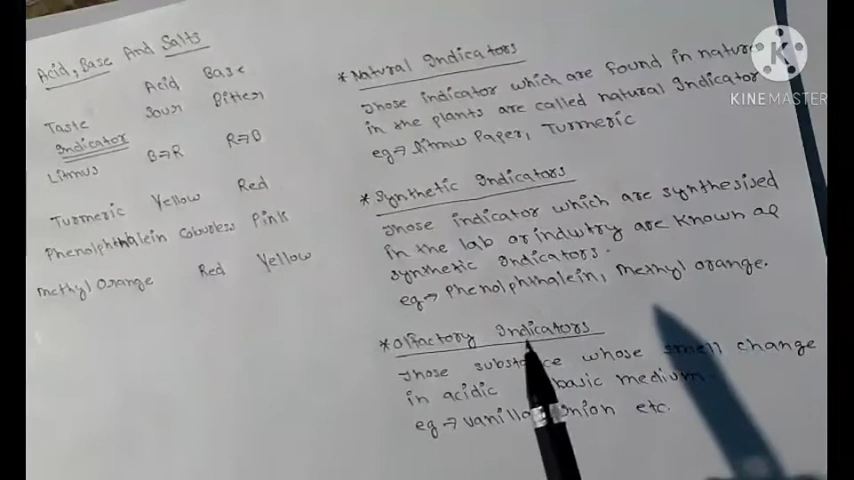 Acid, Base And Salts
Acid Base
Taste Sour Bitter
Indicator
Litmus B⇒R R⇒B
Turmeric Yellow Red
Phenolphthalein Colourless Pink
Methyl Orange Red Yellow
*Natural Indicators
Those indicator which are found in nature
in the plants are called natural Indicator
eg→ litmus Paper, Turmeric
*Synthetic Indicators
Those indicator which are synthesised
in the lab or industry are known as
synthetic Indicators.
eg→ Phenolphthalein, Methyl orange.
*Olfactory Indicators
Those substance whose smell change
in acidic basic medium
eg→ vanilla onion etc.
K
KINEMASTER